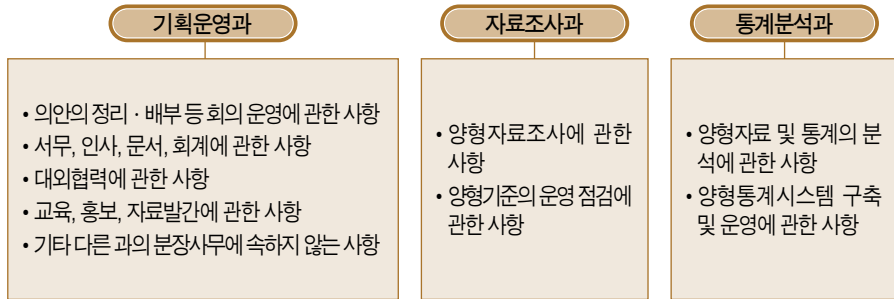 기획운영과
• 의안의 정리 · 배부 등 회의 운영에 관한 사항
• 서무, 인사, 문서, 회계에 관한 사항
• 대외협력에 관한 사항
• 교육, 홍보, 자료발간에 관한 사항
• 기타 다른 과의 분장사무에 속하지 않는 사항
자료조사과
• 양형자료조사에 관한
사항
• 양형기준의 운영 점검에
관한 사항
통계분석과
• 양형자료 및 통계의 분
석에 관한 사항
• 양형통계시스템 구축
및 운영에 관한 사항